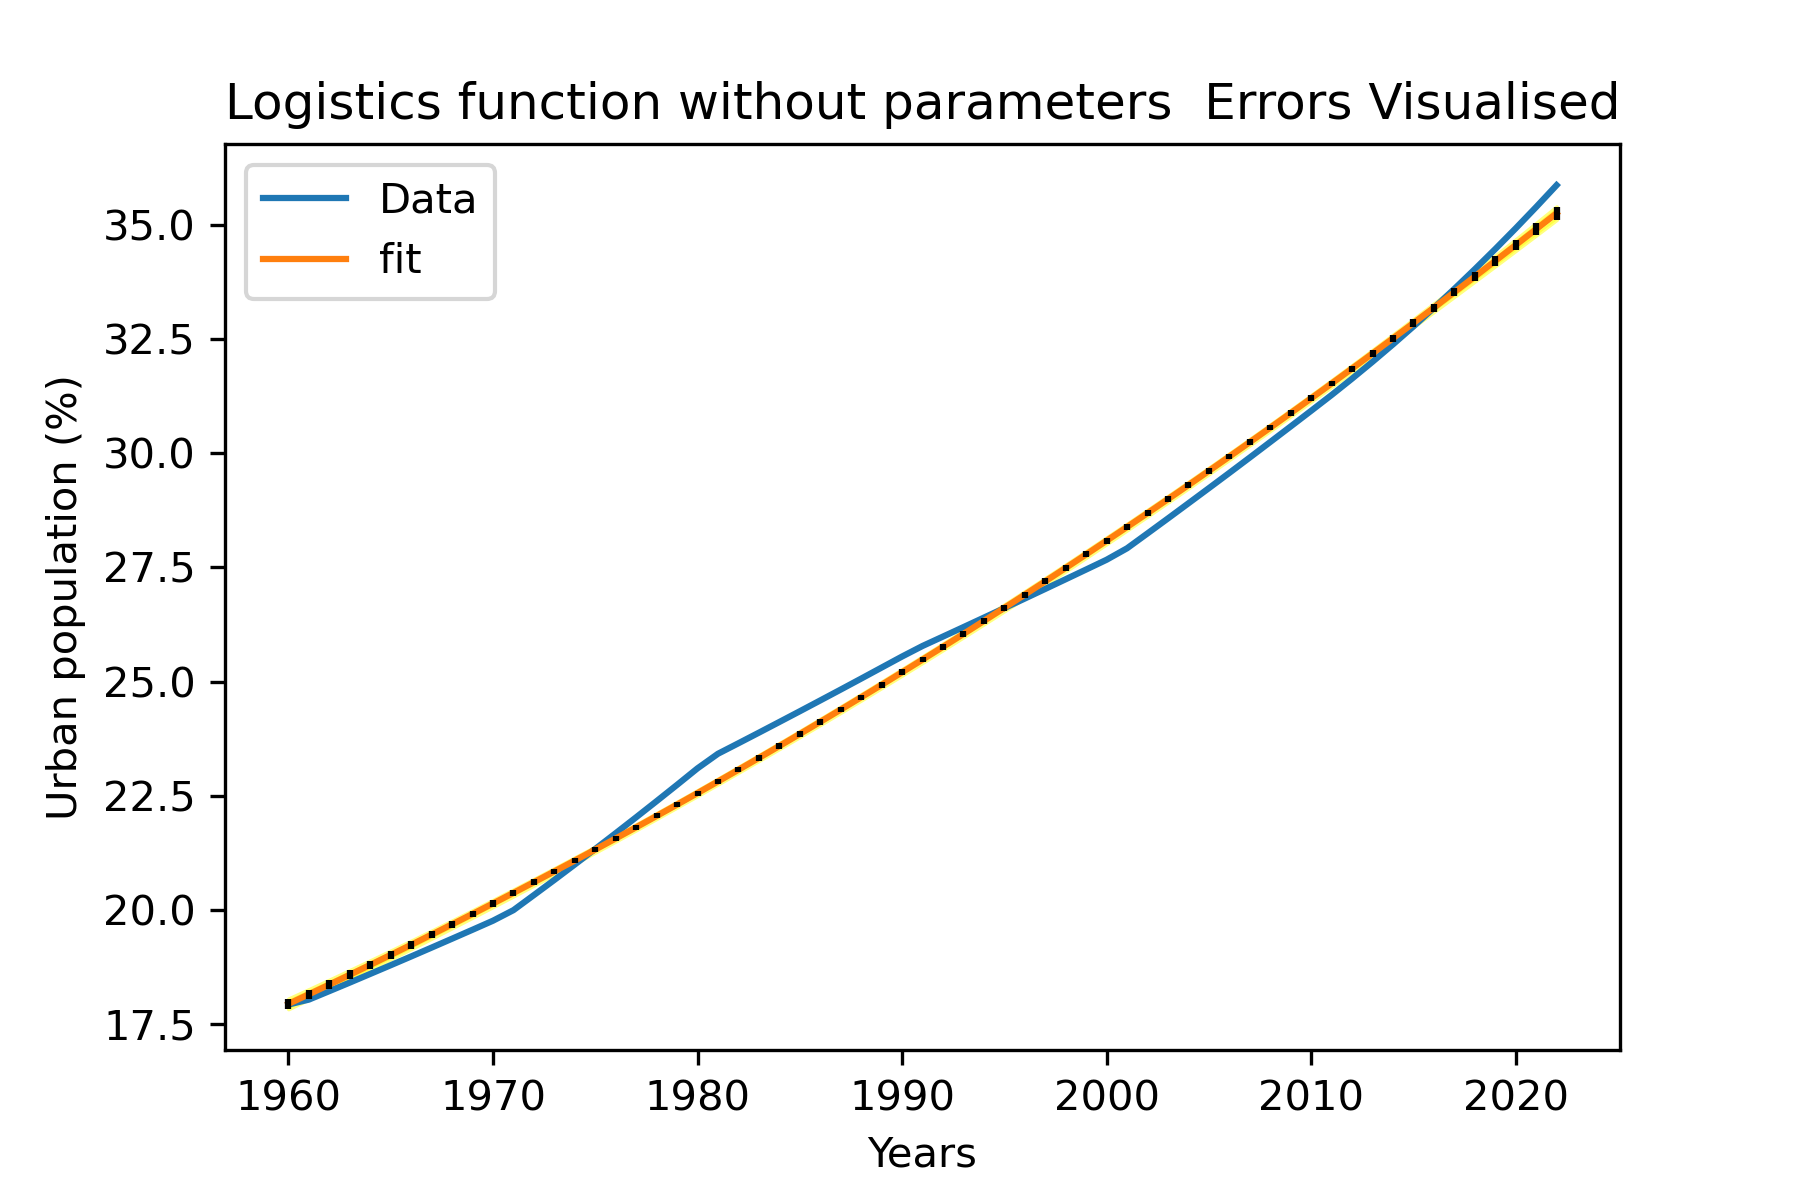 Logistics function without parameters  Errors Visualised
Data
fit
35.0
32.5
30.0
27.5
25.0
22.5
20.0
17.5
Urban population (%)
1960 1970 1980 1990 2000 2010 2020
Years